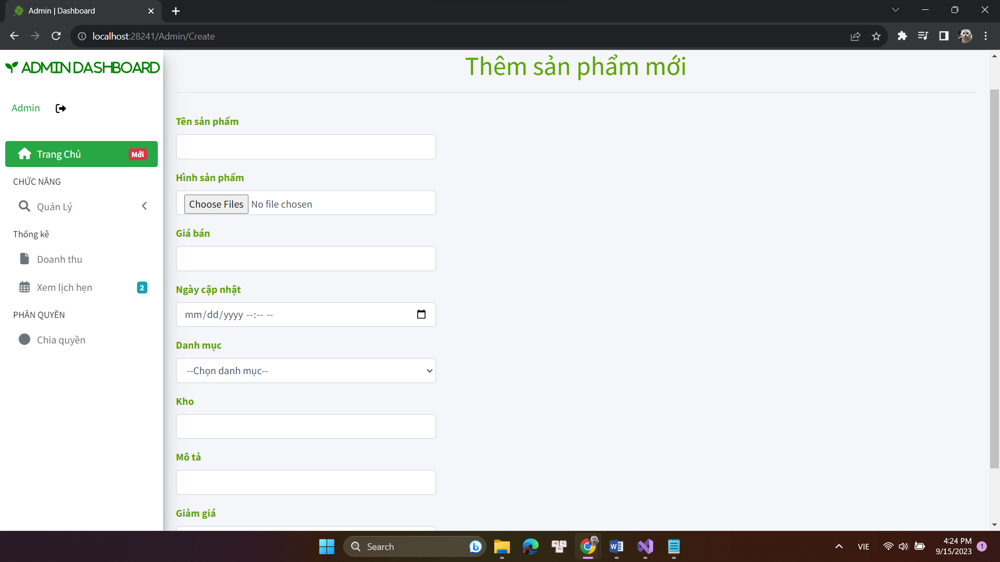 Admin | Dashboard
localhost:28241/Admin/Create
ADMIN DASHBOARD
Admin
Trang Chủ Mới
CHỨC NĂNG
Quản Lý
Thống kê
Doanh thu
Xem lịch hẹn 2
PHÂN QUYỀN
Chia quyền
Thêm sản phẩm mới
Tên sản phẩm
Hình sản phẩm
Choose Files No file chosen
Giá bán
Ngày cập nhật
mm/dd/yyyy --:-- --
Danh mục
--Chọn danh mục--
Kho
Mô tả
Giảm giá
Search
VIE
4:24 PM
9/15/2023
1